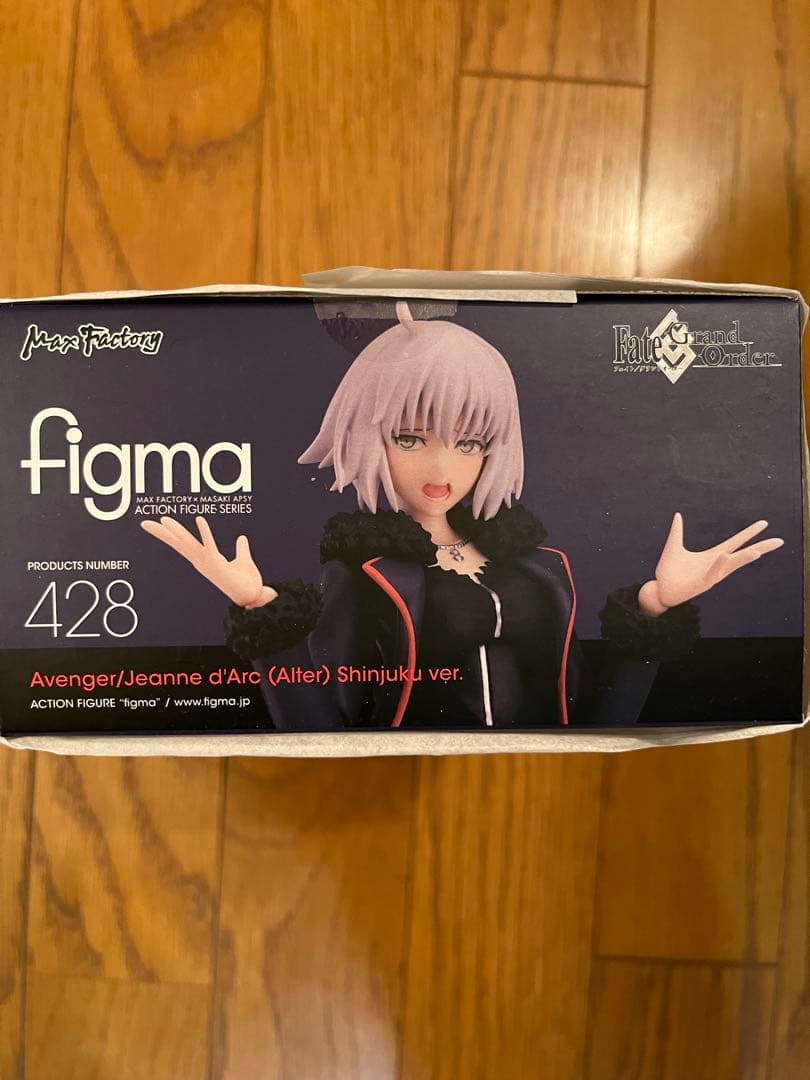 Max Factory
Fate Grand Order
figma
MAX FACTORY × MASAKI APSY
ACTION FIGURE SERIES
PRODUCTS NUMBER
428
Avenger/Jeanne d'Arc (Alter) Shinjuku ver.
ACTION FIGURE "figma" / www.figma.jp